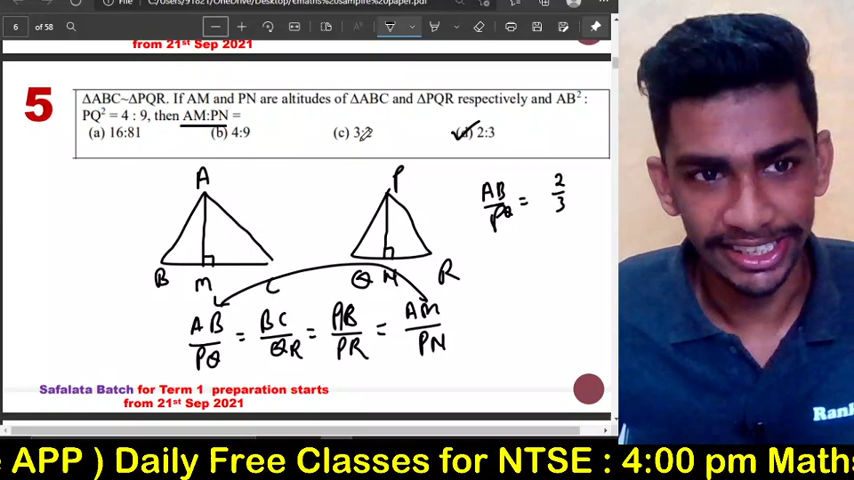 File
C:/Users/91821/OneDrive/Desktop/€maths%20sampire%20paper.pdf
6 of 58
from 21st Sep 2021
5
ΔABC~ΔPQR. If AM and PN are altitudes of ΔABC and ΔPQR respectively and AB² :
PQ² = 4 : 9, then AM:PN =
(a) 16:81 (b) 4:9 (c) 3:2 (d) 2:3
A P
AB/PQ = 2/3
B M C Q N R
AB/PQ = BC/QR = PB/PR = AM/PN
Safalata Batch for Term 1 preparation starts
from 21st Sep 2021
Rank
e APP ) Daily Free Classes for NTSE : 4:00 pm Maths